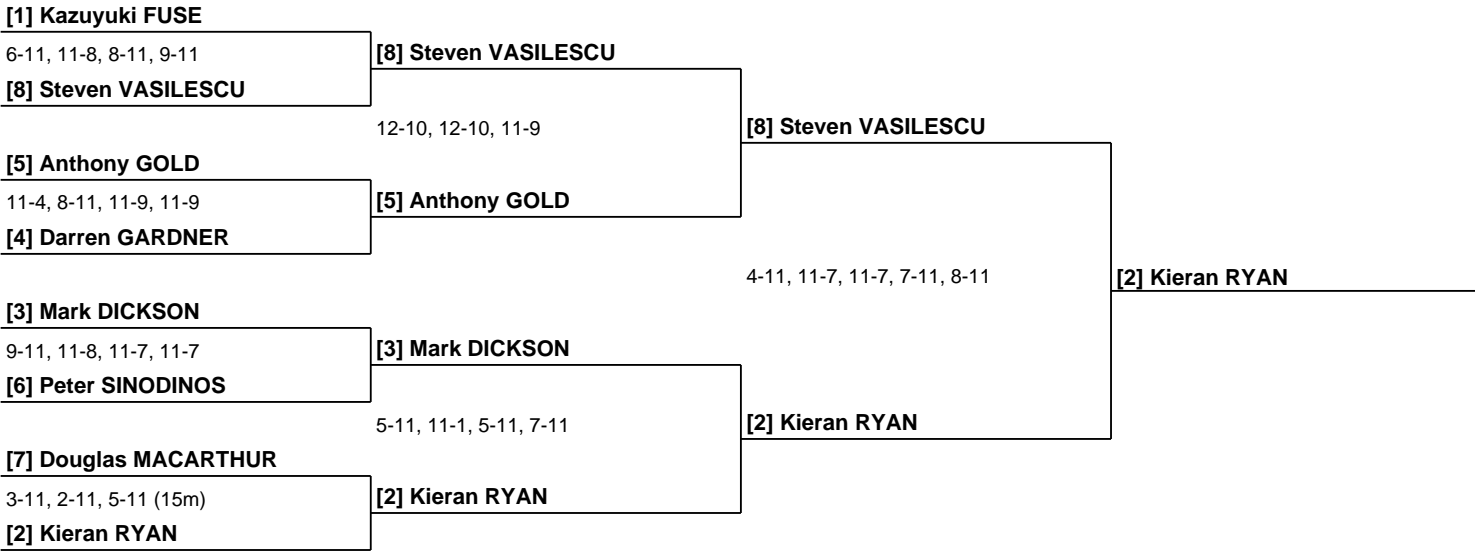 [1] Kazuyuki FUSE
6-11, 11-8, 8-11, 9-11
[8] Steven VASILESCU
[8] Steven VASILESCU
12-10, 12-10, 11-9
[8] Steven VASILESCU
[5] Anthony GOLD
11-4, 8-11, 11-9, 11-9
[5] Anthony GOLD
[4] Darren GARDNER
4-11, 11-7, 11-7, 7-11, 8-11
[2] Kieran RYAN
[3] Mark DICKSON
9-11, 11-8, 11-7, 11-7
[3] Mark DICKSON
[6] Peter SINODINOS
5-11, 11-1, 5-11, 7-11
[2] Kieran RYAN
[7] Douglas MACARTHUR
3-11, 2-11, 5-11 (15m)
[2] Kieran RYAN
[2] Kieran RYAN